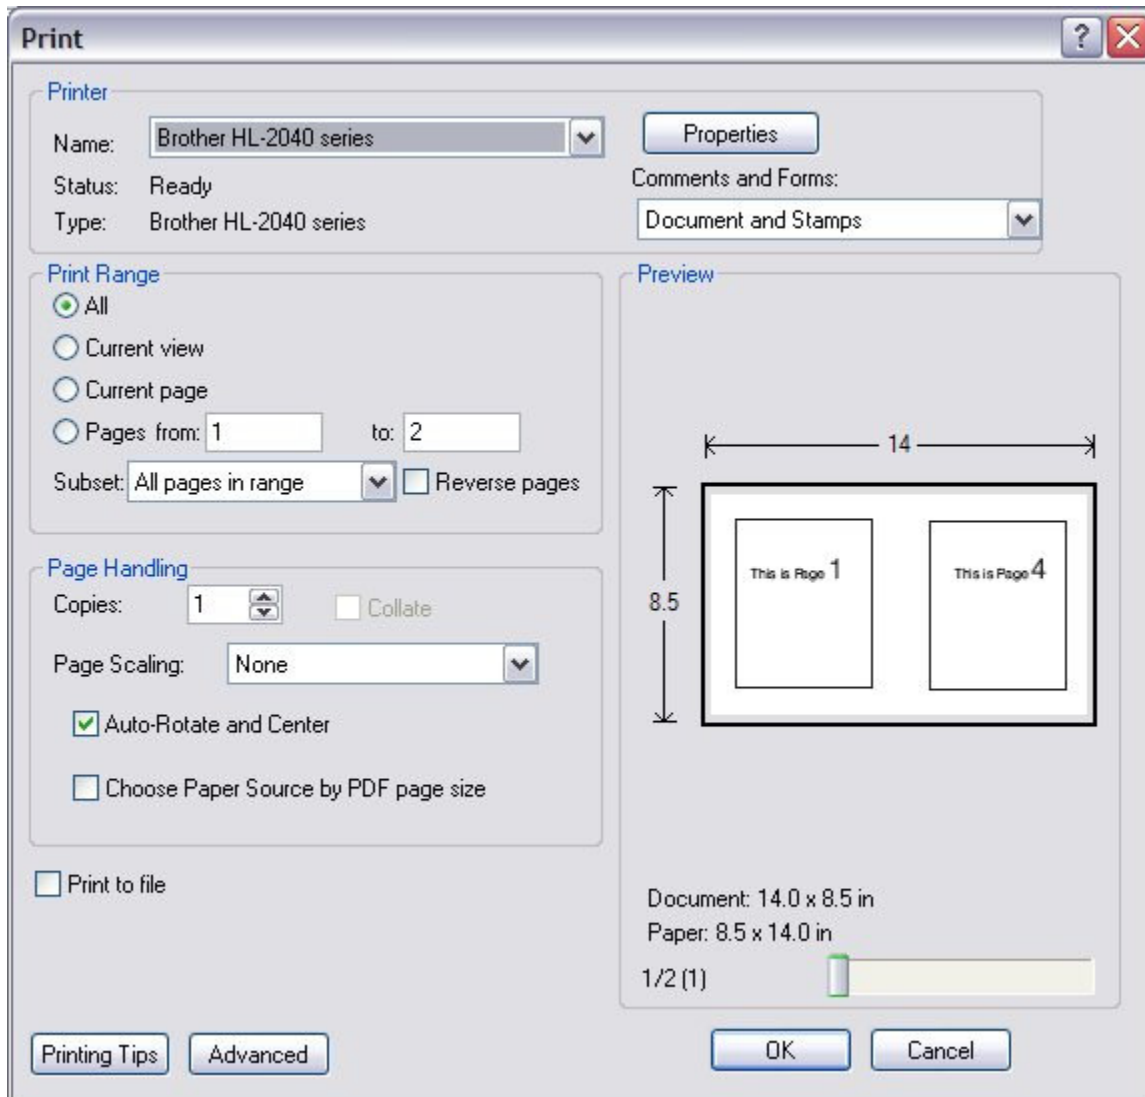 Print
Printer
Name: Brother HL-2040 series Properties
Status: Ready Comments and Forms:
Type: Brother HL-2040 series Document and Stamps
Print Range
All
Current view
Current page
Pages from: 1 to: 2
Subset: All pages in range Reverse pages
Page Handling
Copies: 1 Collate
Page Scaling: None
Auto-Rotate and Center
Choose Paper Source by PDF page size
Print to file
Preview
14
8.5
This is Page 1 This is Page 4
Document: 14.0 x 8.5 in
Paper: 8.5 x 14.0 in
1/2 (1)
Printing Tips Advanced OK Cancel